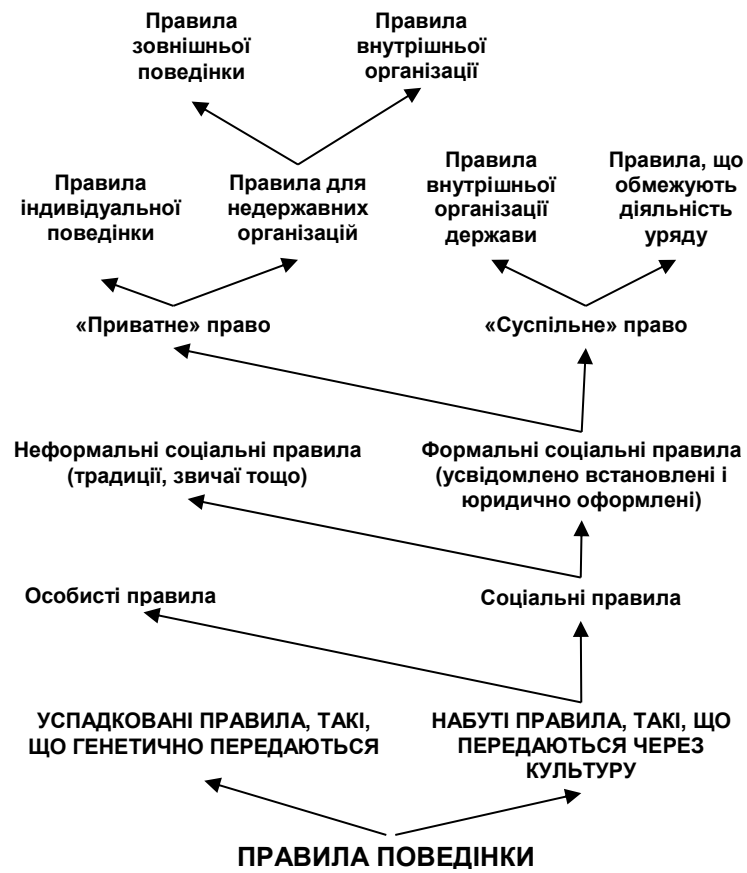 Правила
зовнішньої
поведінки
Правила
внутрішньої
організації
Правила
індивідуальної
поведінки
Правила для
недержавних
організацій
Правила
внутрішньої
організації
держави
Правила, що
обмежують
діяльність
уряду
«Приватне» право
«Суспільне» право
Неформальні соціальні правила
(традиції, звичаї тощо)
Формальні соціальні правила
(усвідомлено встановлені і
юридично оформлені)
Особисті правила
Соціальні правила
УСПАДКОВАНІ ПРАВИЛА, ТАКІ,
ЩО ГЕНЕТИЧНО ПЕРЕДАЮТЬСЯ
НАБУТІ ПРАВИЛА, ТАКІ, ЩО
ПЕРЕДАЮТЬСЯ ЧЕРЕЗ
КУЛЬТУРУ
ПРАВИЛА ПОВЕДІНКИ